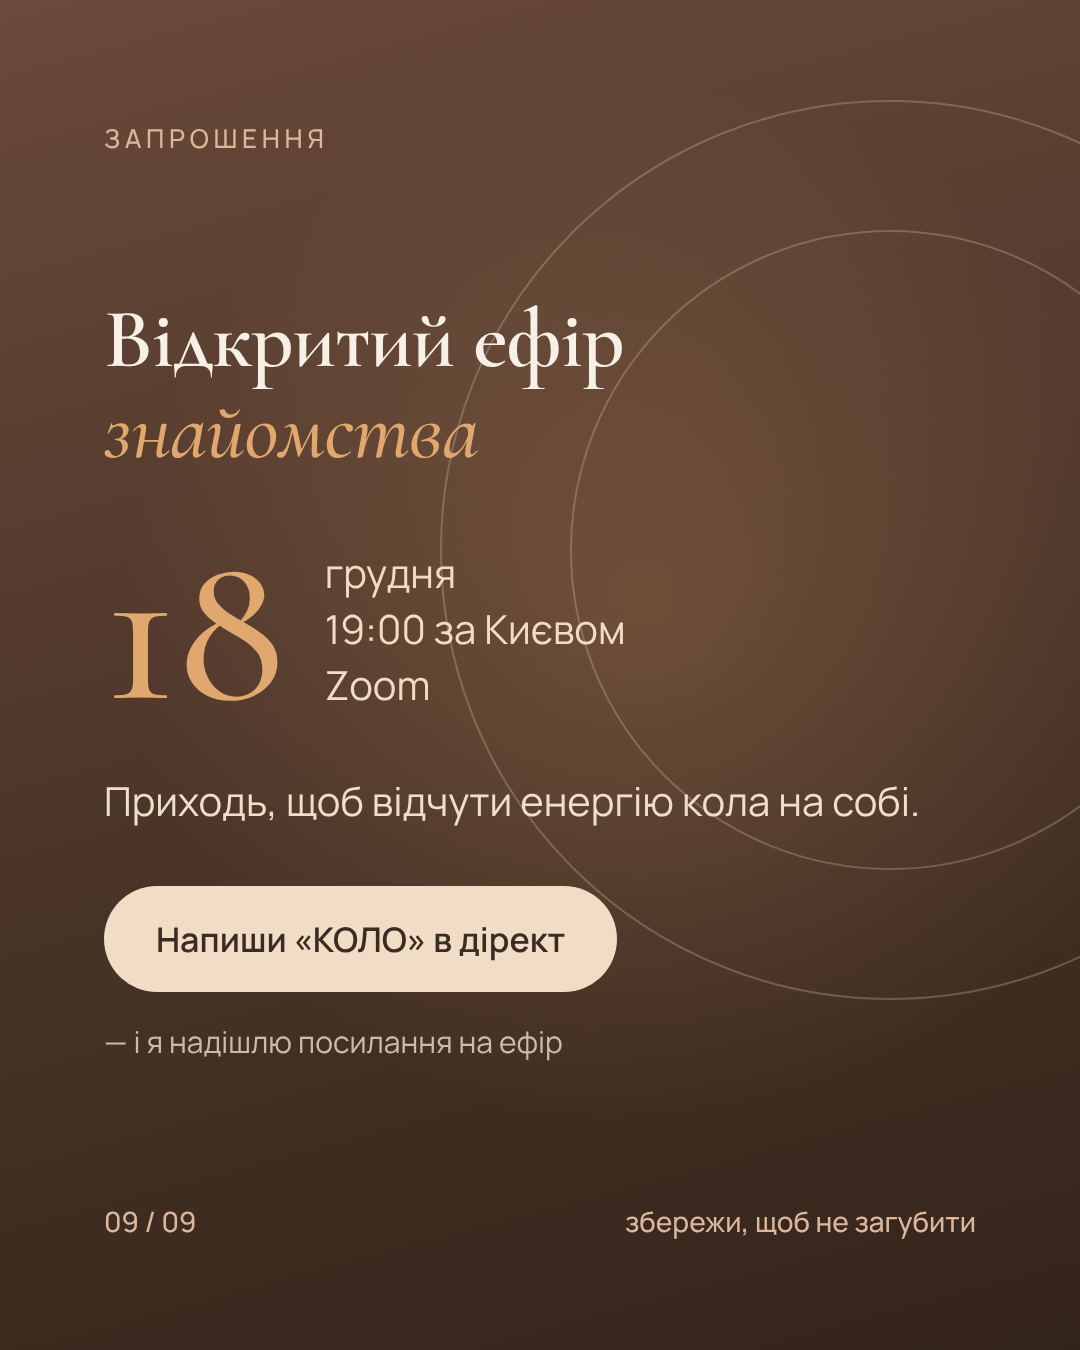 ЗАПРОШЕННЯ
Відкритий ефір
знайомства
18
грудня
19:00 за Києвом
Zoom
Приходь, щоб відчути енергію кола на собі.
Напиши «КОЛО» в дірект
— і я надішлю посилання на ефір
09 / 09
збережи, щоб не загубити